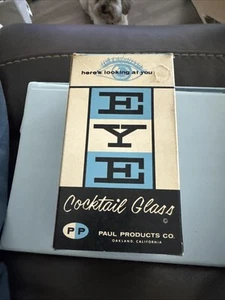 here's looking at you
E
Y
E
Cocktail Glass
©
PP
PAUL PRODUCTS CO.
OAKLAND, CALIFORNIA